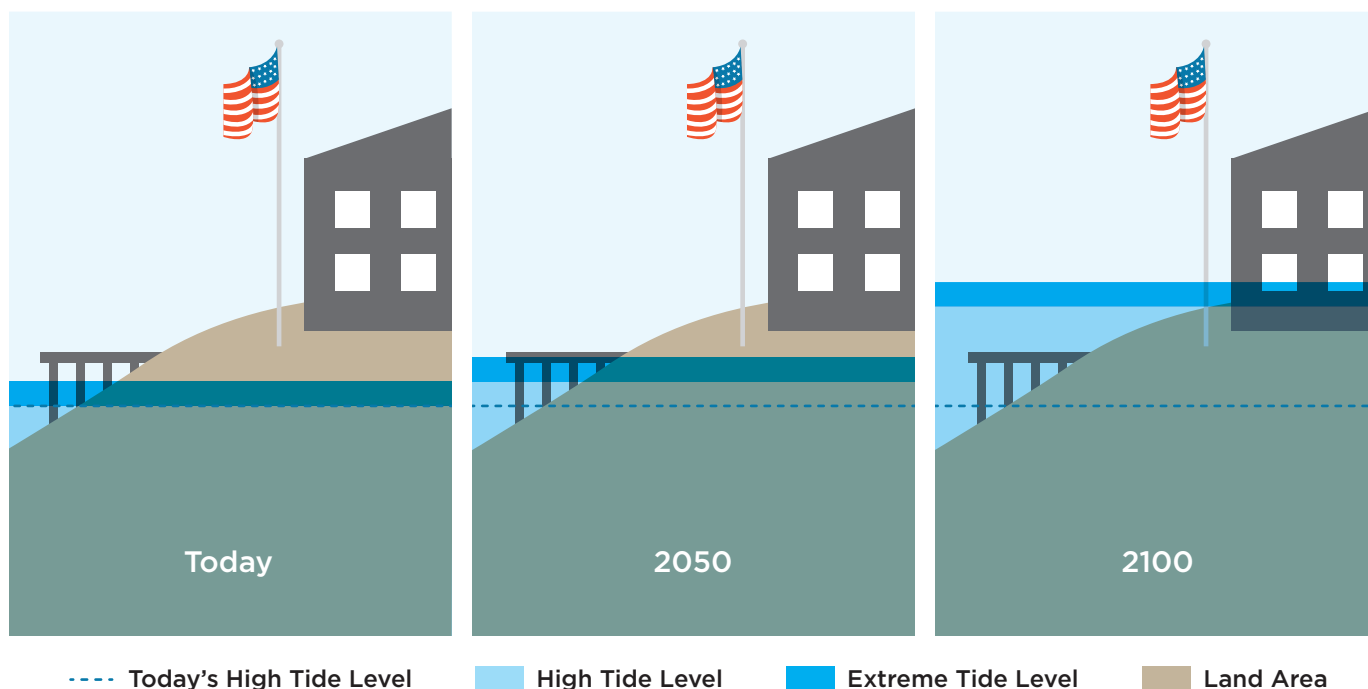 Today
2050
2100
Today's High Tide Level
High Tide Level
Extreme Tide Level
Land Area